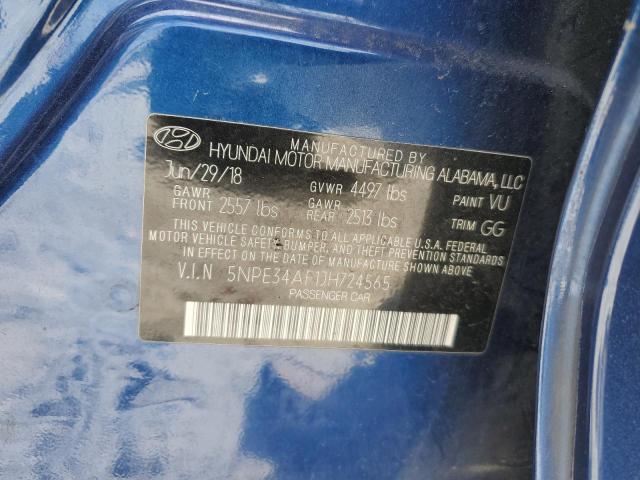 MANUFACTURED BY
HYUNDAI MOTOR MANUFACTURING ALABAMA, LLC
Jun/29/18 GVWR 4497 lbs PAINT VU
GAWR FRONT 2557 lbs GAWR REAR 2513 lbs TRIM GG
THIS VEHICLE CONFORMS TO ALL APPLICABLE U.S.A. FEDERAL
MOTOR VEHICLE SAFETY, BUMPER, AND THEFT PREVENTION STANDARDS
IN EFFECT ON THE DATE OF MANUFACTURE SHOWN ABOVE.
V.I.N 5NPE34AF1JH724565
PASSENGER CAR